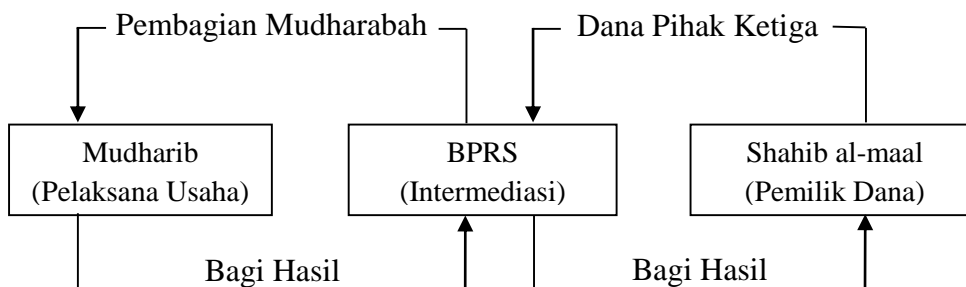 Pembagian Mudharabah
Dana Pihak Ketiga
Mudharib
(Pelaksana Usaha)
BPRS
(Intermediasi)
Shahib al-maal
(Pemilik Dana)
Bagi Hasil
Bagi Hasil